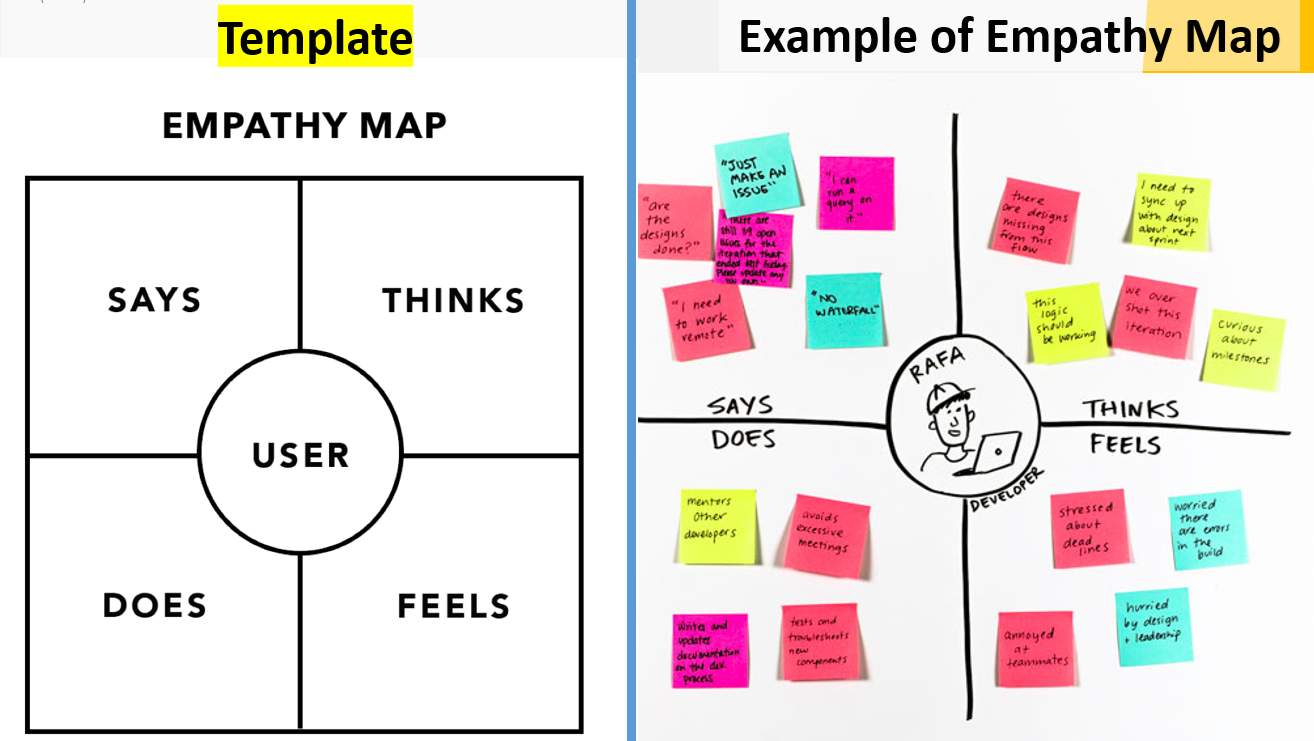 Template
EMPATHY MAP
SAYS
THINKS
USER
DOES
FEELS
Example of Empathy Map
"JUST
MAKE AN
ISSUE"
"I can
run a
query on
it."
"are
the
designs
done?"
"There are
still 39 open
issues for the
iteration that
ended last Friday.
Please update any
you own."
"I need
to work
remote"
"NO
WATERFALL"
there
are designs
missing
from this
flow
I need to
sync up
with design
about next
sprint
this
logic
should
be working
we over
shot this
iteration
curious
about
milestones
SAYS
THINKS
DOES
FEELS
RAFA
DEVELOPER
mentors
other
developers
avoids
excessive
meetings
writes and
updates
documentation
on the dev.
process
tests and
troubleshoots
new
components
stressed
about
dead
lines
worried
there
are errors
in the
build
annoyed
at
teammates
hurried
by design
+ leadership